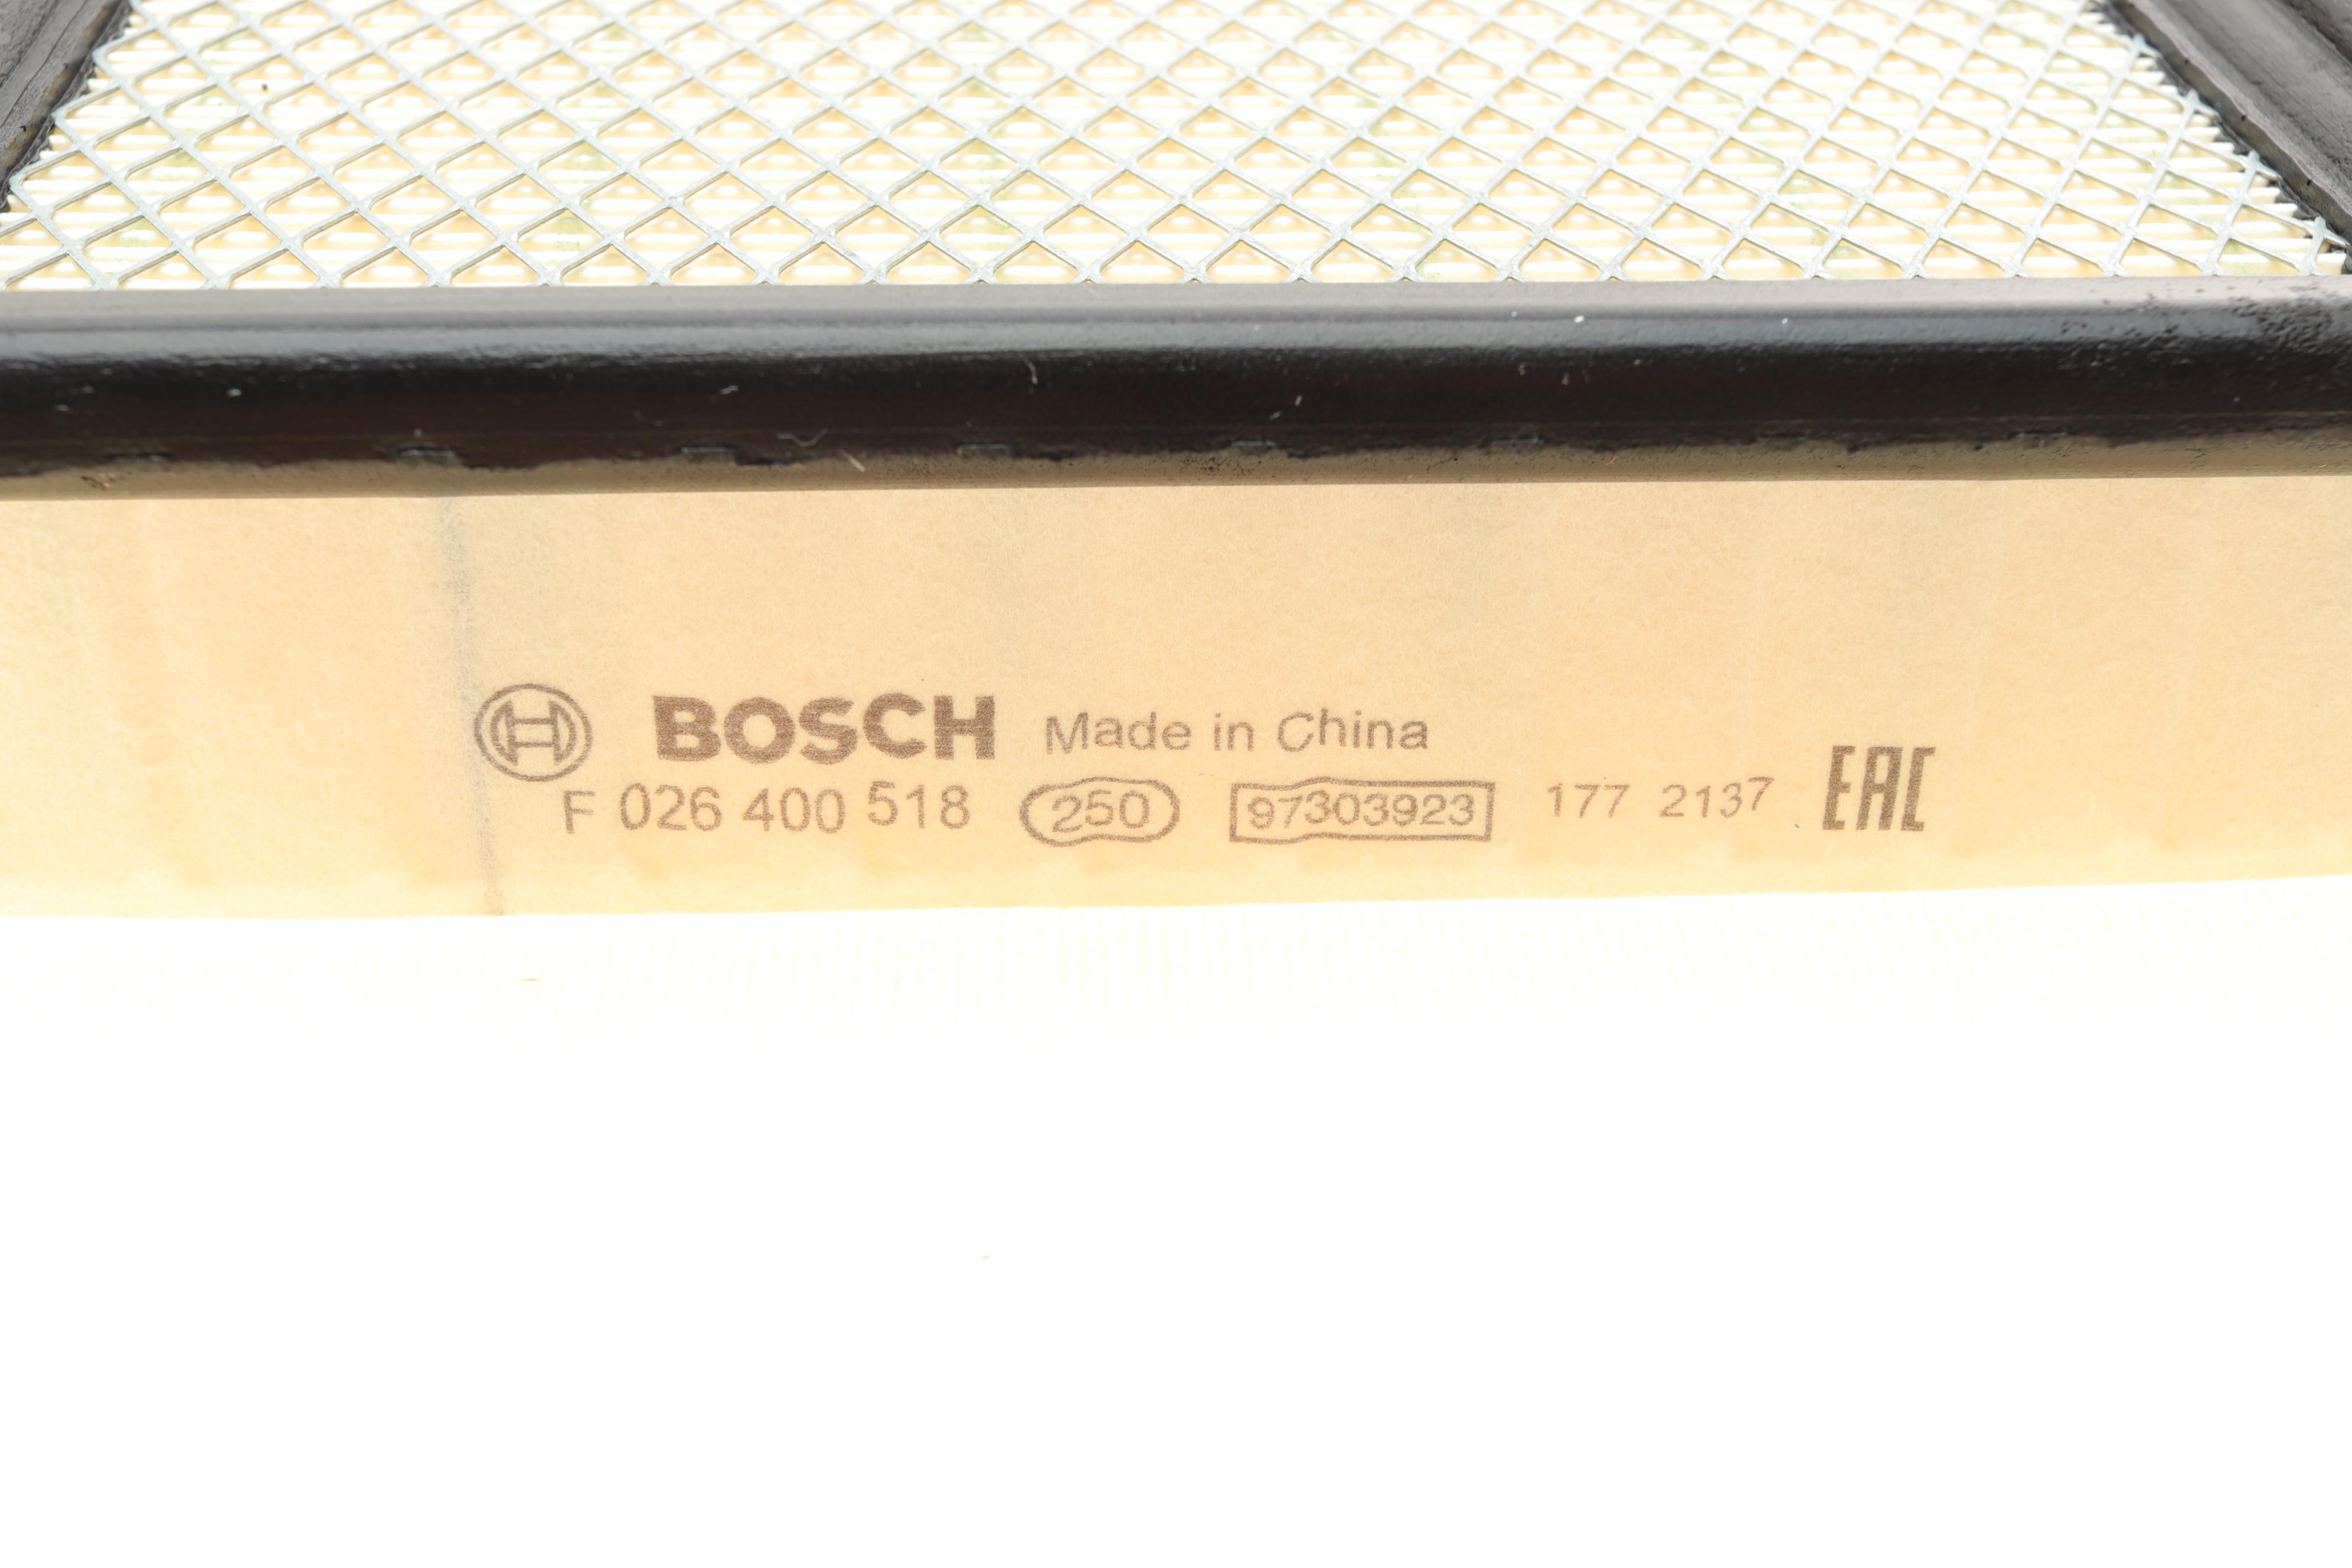 BOSCH Made in China
F 026 400 518 250 97303923 177 2137 EAC